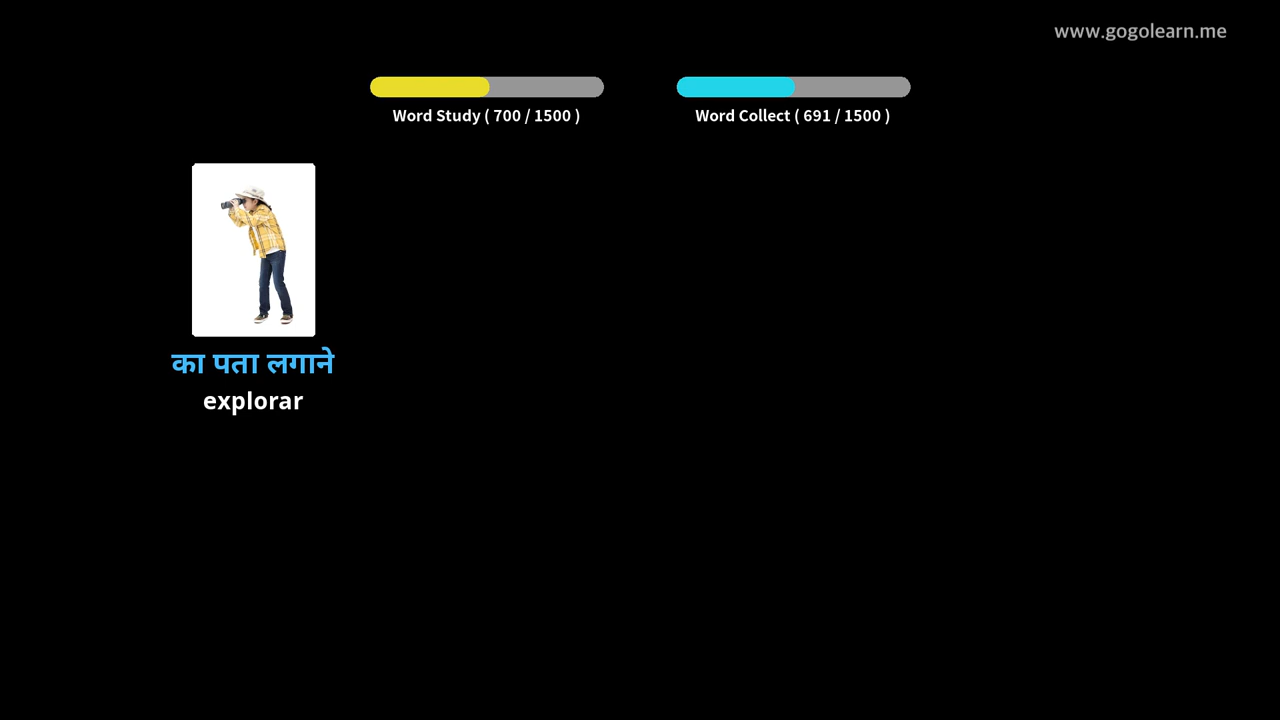 www.gogolearn.me
Word Study ( 700 / 1500 )
Word Collect ( 691 / 1500 )
का पता लगाने
explorar